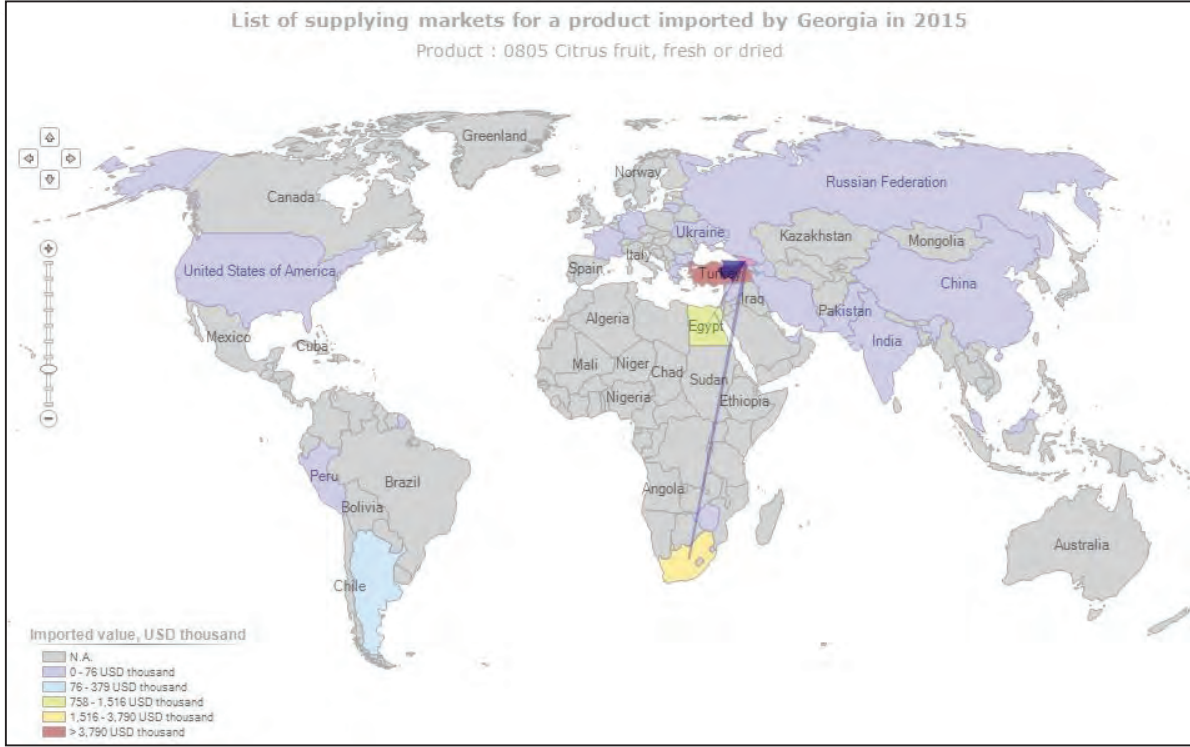 List of supplying markets for a product imported by Georgia in 2015
Product : 0805 Citrus fruit, fresh or dried
Greenland
Norway
Russian Federation
Canada
Ukraine
Kazakhstan
Mongolia
Italy
Spain
Turkey
United States of America
China
Iraq
Pakistan
Algeria
Egypt
Mexico
Cuba
India
Mali
Niger
Chad
Sudan
Nigeria
Ethiopia
Peru
Brazil
Angola
Bolivia
Australia
Chile
Imported value, USD thousand
N.A.
0 - 76 USD thousand
76 - 379 USD thousand
758 - 1,516 USD thousand
1,516 - 3,790 USD thousand
> 3,790 USD thousand